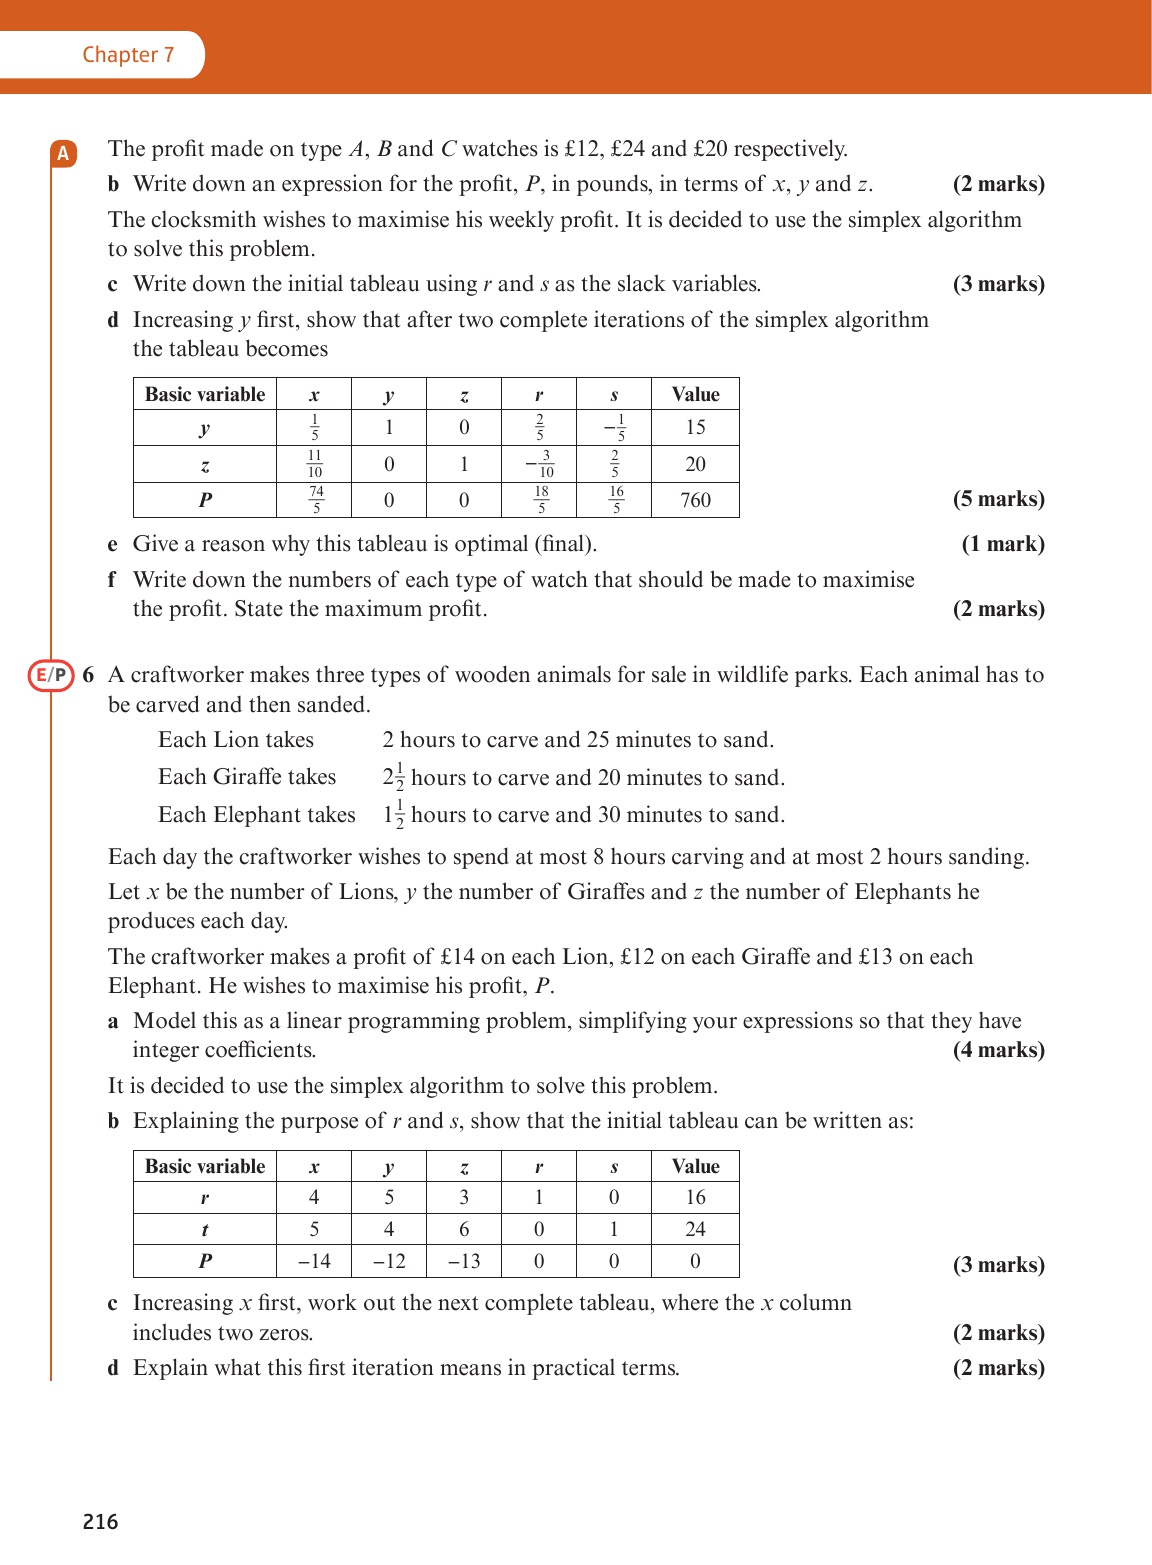 Chapter 7
A
The profit made on type A, B and C watches is £12, £24 and £20 respectively.
b Write down an expression for the profit, P, in pounds, in terms of x, y and z. (2 marks)
The clocksmith wishes to maximise his weekly profit. It is decided to use the simplex algorithm
to solve this problem.
c Write down the initial tableau using r and s as the slack variables. (3 marks)
d Increasing y first, show that after two complete iterations of the simplex algorithm
the tableau becomes
Basic variable x y z r s Value
y 1/5 1 0 2/5 −1/5 15
z 11/10 0 1 −3/10 2/5 20
P 74/5 0 0 18/5 16/5 760
(5 marks)
e Give a reason why this tableau is optimal (final). (1 mark)
f Write down the numbers of each type of watch that should be made to maximise
the profit. State the maximum profit. (2 marks)
E/P 6 A craftworker makes three types of wooden animals for sale in wildlife parks. Each animal has to
be carved and then sanded.
Each Lion takes 2 hours to carve and 25 minutes to sand.
Each Giraffe takes 2 1/2 hours to carve and 20 minutes to sand.
Each Elephant takes 1 1/2 hours to carve and 30 minutes to sand.
Each day the craftworker wishes to spend at most 8 hours carving and at most 2 hours sanding.
Let x be the number of Lions, y the number of Giraffes and z the number of Elephants he
produces each day.
The craftworker makes a profit of £14 on each Lion, £12 on each Giraffe and £13 on each
Elephant. He wishes to maximise his profit, P.
a Model this as a linear programming problem, simplifying your expressions so that they have
integer coefficients. (4 marks)
It is decided to use the simplex algorithm to solve this problem.
b Explaining the purpose of r and s, show that the initial tableau can be written as:
Basic variable x y z r s Value
r 4 5 3 1 0 16
t 5 4 6 0 1 24
P −14 −12 −13 0 0 0
(3 marks)
c Increasing x first, work out the next complete tableau, where the x column
includes two zeros. (2 marks)
d Explain what this first iteration means in practical terms. (2 marks)
216